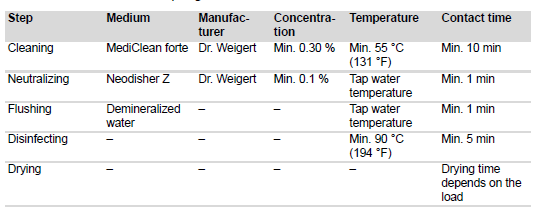 Step Medium Manufac- Concentra- Temperature Contact time
turer tion
Cleaning MediClean forte Dr. Weigert Min. 0.30 % Min. 55 °C Min. 10 min
(131 °F)
Neutralizing Neodisher Z Dr. Weigert Min. 0.1 % Tap water Min. 1 min
temperature
Flushing Demineralized – – Tap water Min. 1 min
water temperature
Disinfecting – – – Min. 90 °C Min. 5 min
(194 °F)
Drying – – – – Drying time
depends on the
load